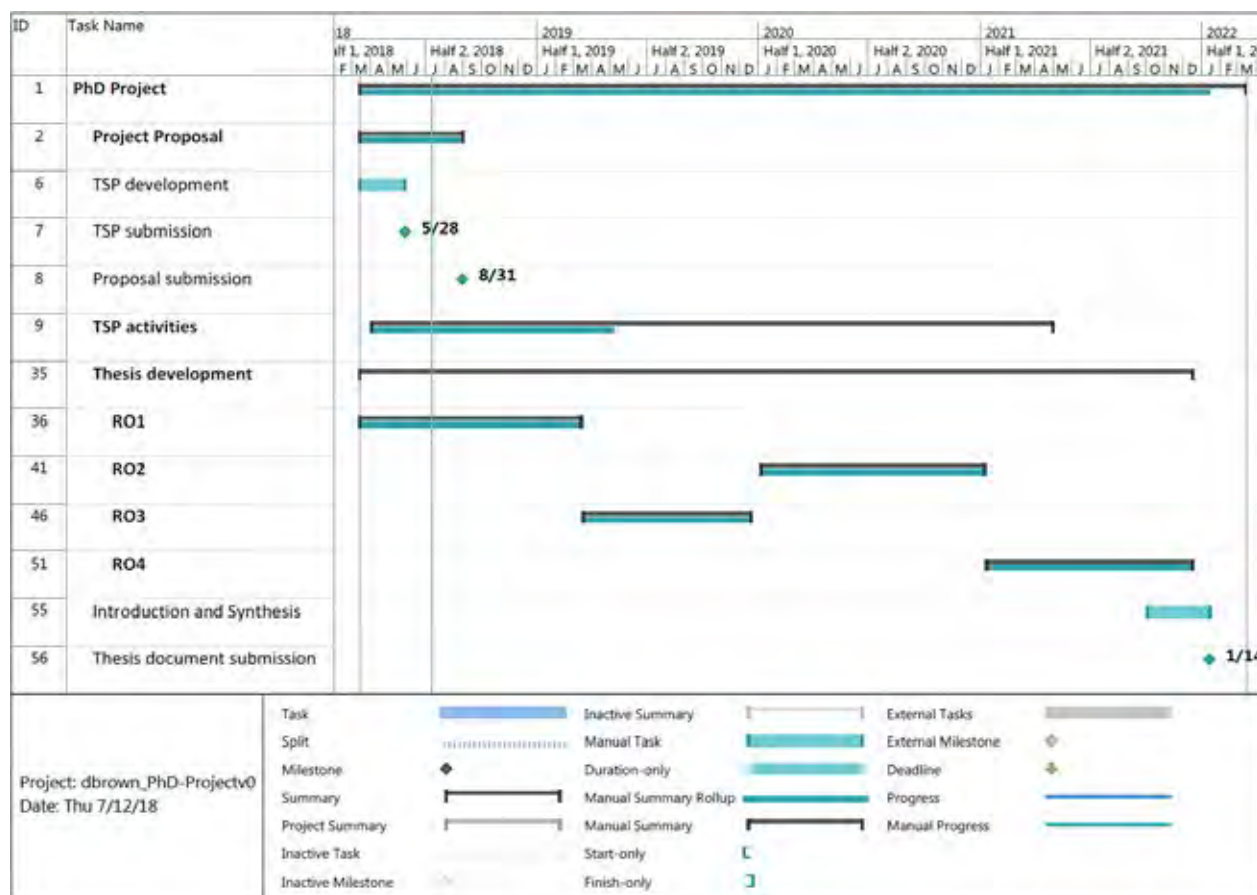 ID Task Name
18 2019 2020 2021 2022
alf 1, 2018 Half 2, 2018 Half 1, 2019 Half 2, 2019 Half 1, 2020 Half 2, 2020 Half 1, 2021 Half 2, 2021 Half 1, 2
F M A M J J A S O N D J F M A M J J A S O N D J F M A M J J A S O N D J F M A M J J A S O N D J F M
1 PhD Project
2 Project Proposal
6 TSP development
7 TSP submission 5/28
8 Proposal submission 8/31
9 TSP activities
35 Thesis development
36 RO1
41 RO2
46 RO3
51 RO4
55 Introduction and Synthesis
56 Thesis document submission 1/14
Project: dbrown_PhD-Projectv0
Date: Thu 7/12/18
Task Inactive Summary External Tasks
Split Manual Task External Milestone
Milestone Duration-only Deadline
Summary Manual Summary Rollup Progress
Project Summary Manual Summary Manual Progress
Inactive Task Start-only
Inactive Milestone Finish-only